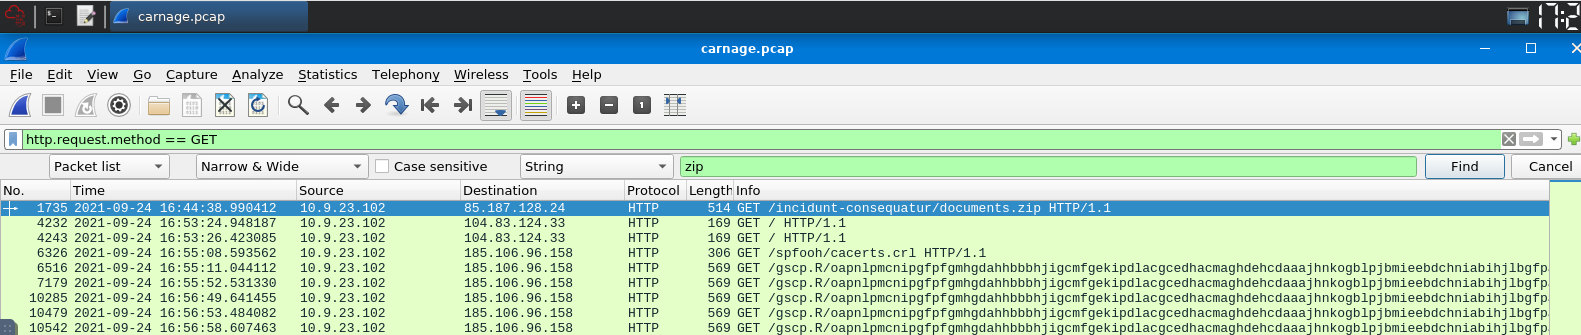 carnage.pcap
17:2
carnage.pcap
File Edit View Go Capture Analyze Statistics Telephony Wireless Tools Help
http.request.method == GET
Packet list Narrow & Wide Case sensitive String zip Find Cancel
No. Time Source Destination Protocol Length Info
1735 2021-09-24 16:44:38.990412 10.9.23.102 85.187.128.24 HTTP 514 GET /incidunt-consequatur/documents.zip HTTP/1.1
4232 2021-09-24 16:53:24.948187 10.9.23.102 104.83.124.33 HTTP 169 GET / HTTP/1.1
4243 2021-09-24 16:53:26.423085 10.9.23.102 104.83.124.33 HTTP 169 GET / HTTP/1.1
6326 2021-09-24 16:55:08.593562 10.9.23.102 185.106.96.158 HTTP 306 GET /spfooh/cacerts.crl HTTP/1.1
6516 2021-09-24 16:55:11.044112 10.9.23.102 185.106.96.158 HTTP 569 GET /gscp.R/oapnlpmcnipgfpfgmhgdahhbbbbhjigcmfgekipdlacgcedhacmaghdehcdaaajhnkogblpjbmieebdchniabihjlbgfp
7179 2021-09-24 16:55:52.531330 10.9.23.102 185.106.96.158 HTTP 569 GET /gscp.R/oapnlpmcnipgfpfgmhgdahhbbbbhjigcmfgekipdlacgcedhacmaghdehcdaaajhnkogblpjbmieebdchniabihjlbgfp
10285 2021-09-24 16:56:49.641455 10.9.23.102 185.106.96.158 HTTP 569 GET /gscp.R/oapnlpmcnipgfpfgmhgdahhbbbbhjigcmfgekipdlacgcedhacmaghdehcdaaajhnkogblpjbmieebdchniabihjlbgfp
10479 2021-09-24 16:56:53.484082 10.9.23.102 185.106.96.158 HTTP 569 GET /gscp.R/oapnlpmcnipgfpfgmhgdahhbbbbhjigcmfgekipdlacgcedhacmaghdehcdaaajhnkogblpjbmieebdchniabihjlbgfp
10542 2021-09-24 16:56:58.607463 10.9.23.102 185.106.96.158 HTTP 569 GET /gscp.R/oapnlpmcnipgfpfgmhgdahhbbbbhjigcmfgekipdlacgcedhacmaghdehcdaaajhnkogblpjbmieebdchniabihjlbgfp